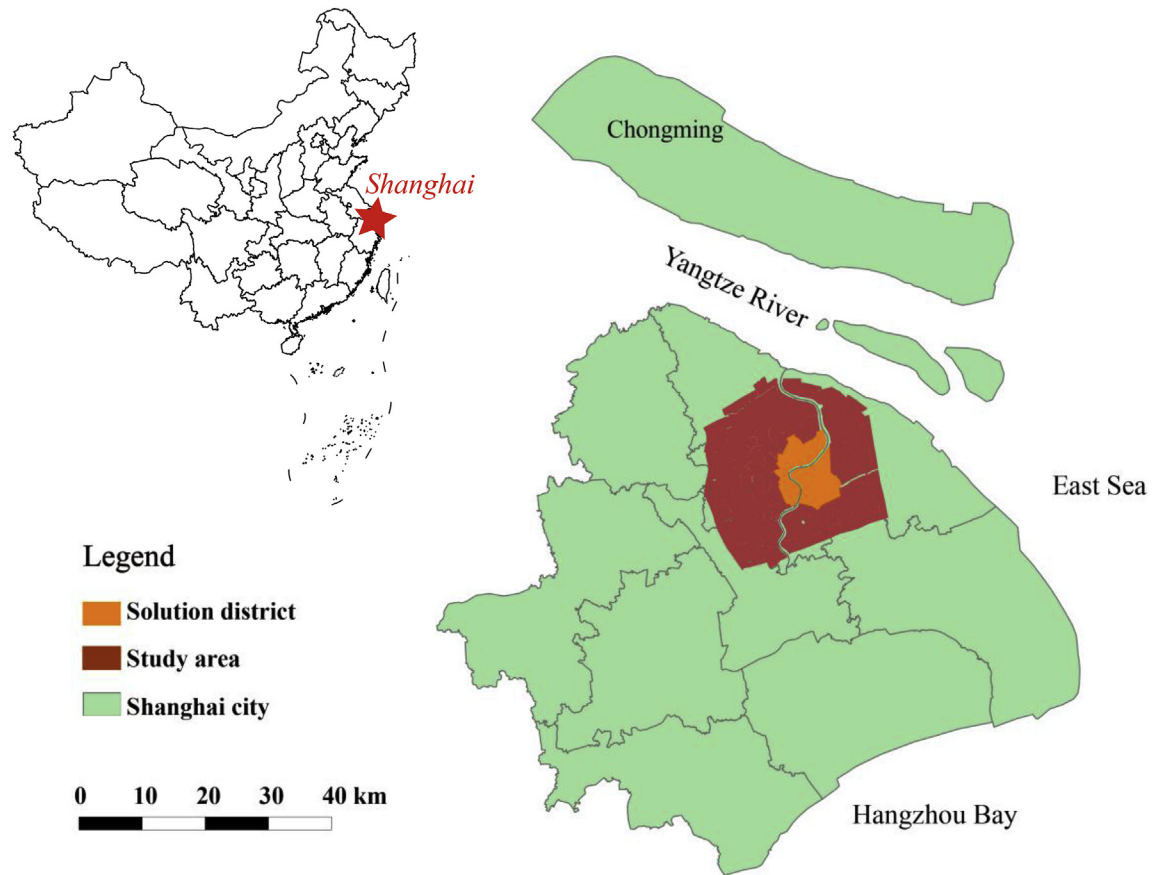 Chongming
Shanghai
Yangtze River
East Sea
Legend
Solution district
Study area
Shanghai city
0 10 20 30 40 km
Hangzhou Bay